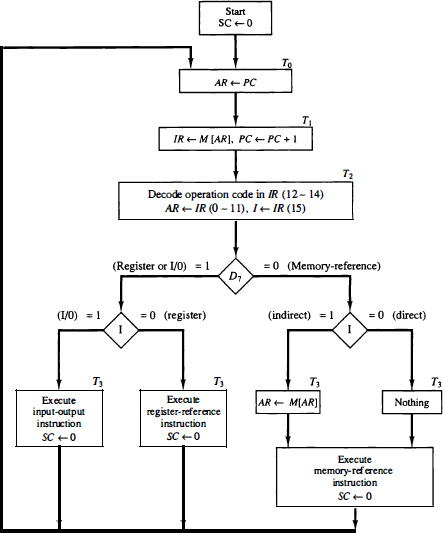 Start
SC ← 0
T0
AR ← PC
T1
IR ← M [AR], PC ← PC + 1
T2
Decode operation code in IR (12 – 14)
AR ← IR (0 – 11), I ← IR (15)
(Register or I/0) = 1
D7
= 0 (Memory-reference)
(I/0) = 1
I
= 0 (register)
(indirect) = 1
I
= 0 (direct)
T3
Execute
input-output
instruction
SC ← 0
T3
Execute
register-reference
instruction
SC ← 0
T3
AR ← M[AR]
T3
Nothing
Execute
memory-reference
instruction
SC ← 0